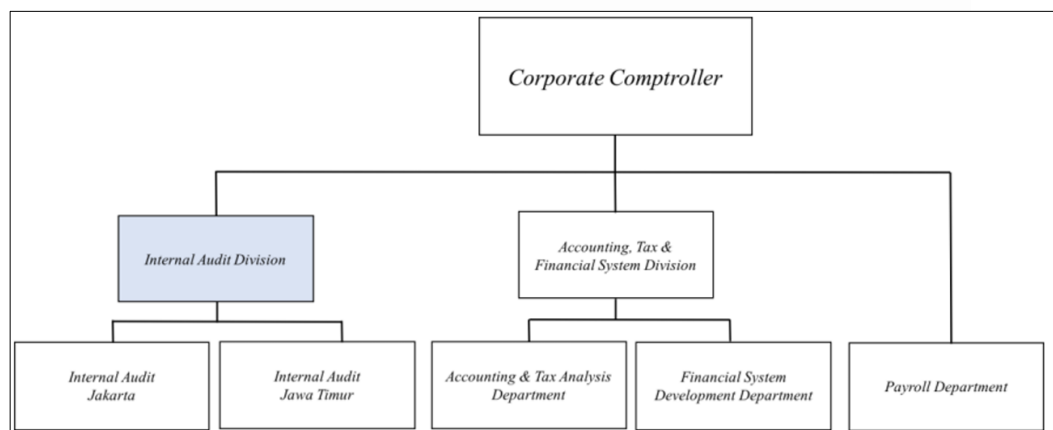 Corporate Comptroller
Internal Audit Division
Accounting, Tax &
Financial System Division
Internal Audit
Jakarta
Internal Audit
Jawa Timur
Accounting & Tax Analysis
Department
Financial System
Development Department
Payroll Department